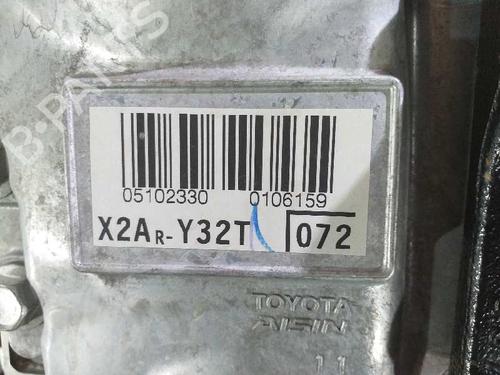 B-PARTS
05102330 0106159
X2AR-Y32T 072
TOYOTA
AISIN
11